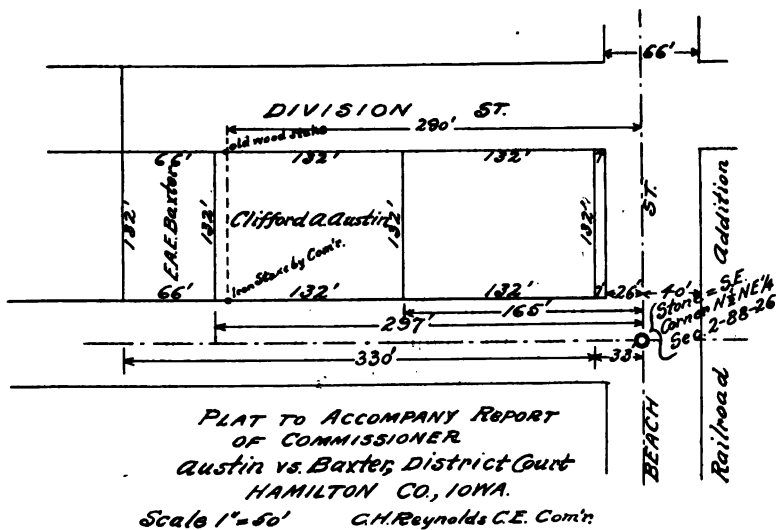 66'
DIVISION ST.
290'
old wood stake
66' 132' 132' 7'
132' E.A.E. Baxter 132' Clifford A. Austin 132' 132'
ST.
Addition
Iron Stake by Com'r.
66' 132' 132' 7' 26' 40'
165'
297'
Stone = S.E.
Corner N½ NE¼
Sec. 2-88-26
330' 33'
BEACH
Railroad
PLAT TO ACCOMPANY REPORT
OF COMMISSIONER
Austin vs. Baxter, District Court
HAMILTON CO., IOWA.
Scale 1"=50' C.H. Reynolds C.E. Com'r.